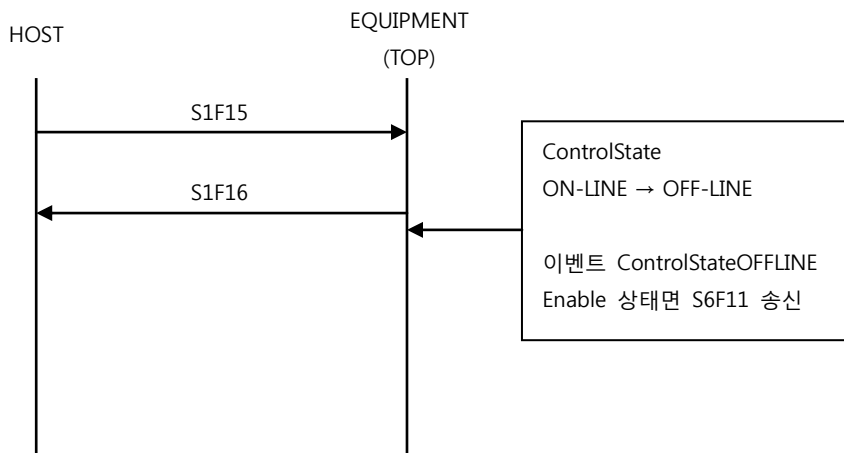 HOST
EQUIPMENT
(TOP)
S1F15
S1F16
ControlState
ON-LINE → OFF-LINE
이벤트 ControlStateOFFLINE
Enable 상태면 S6F11 송신